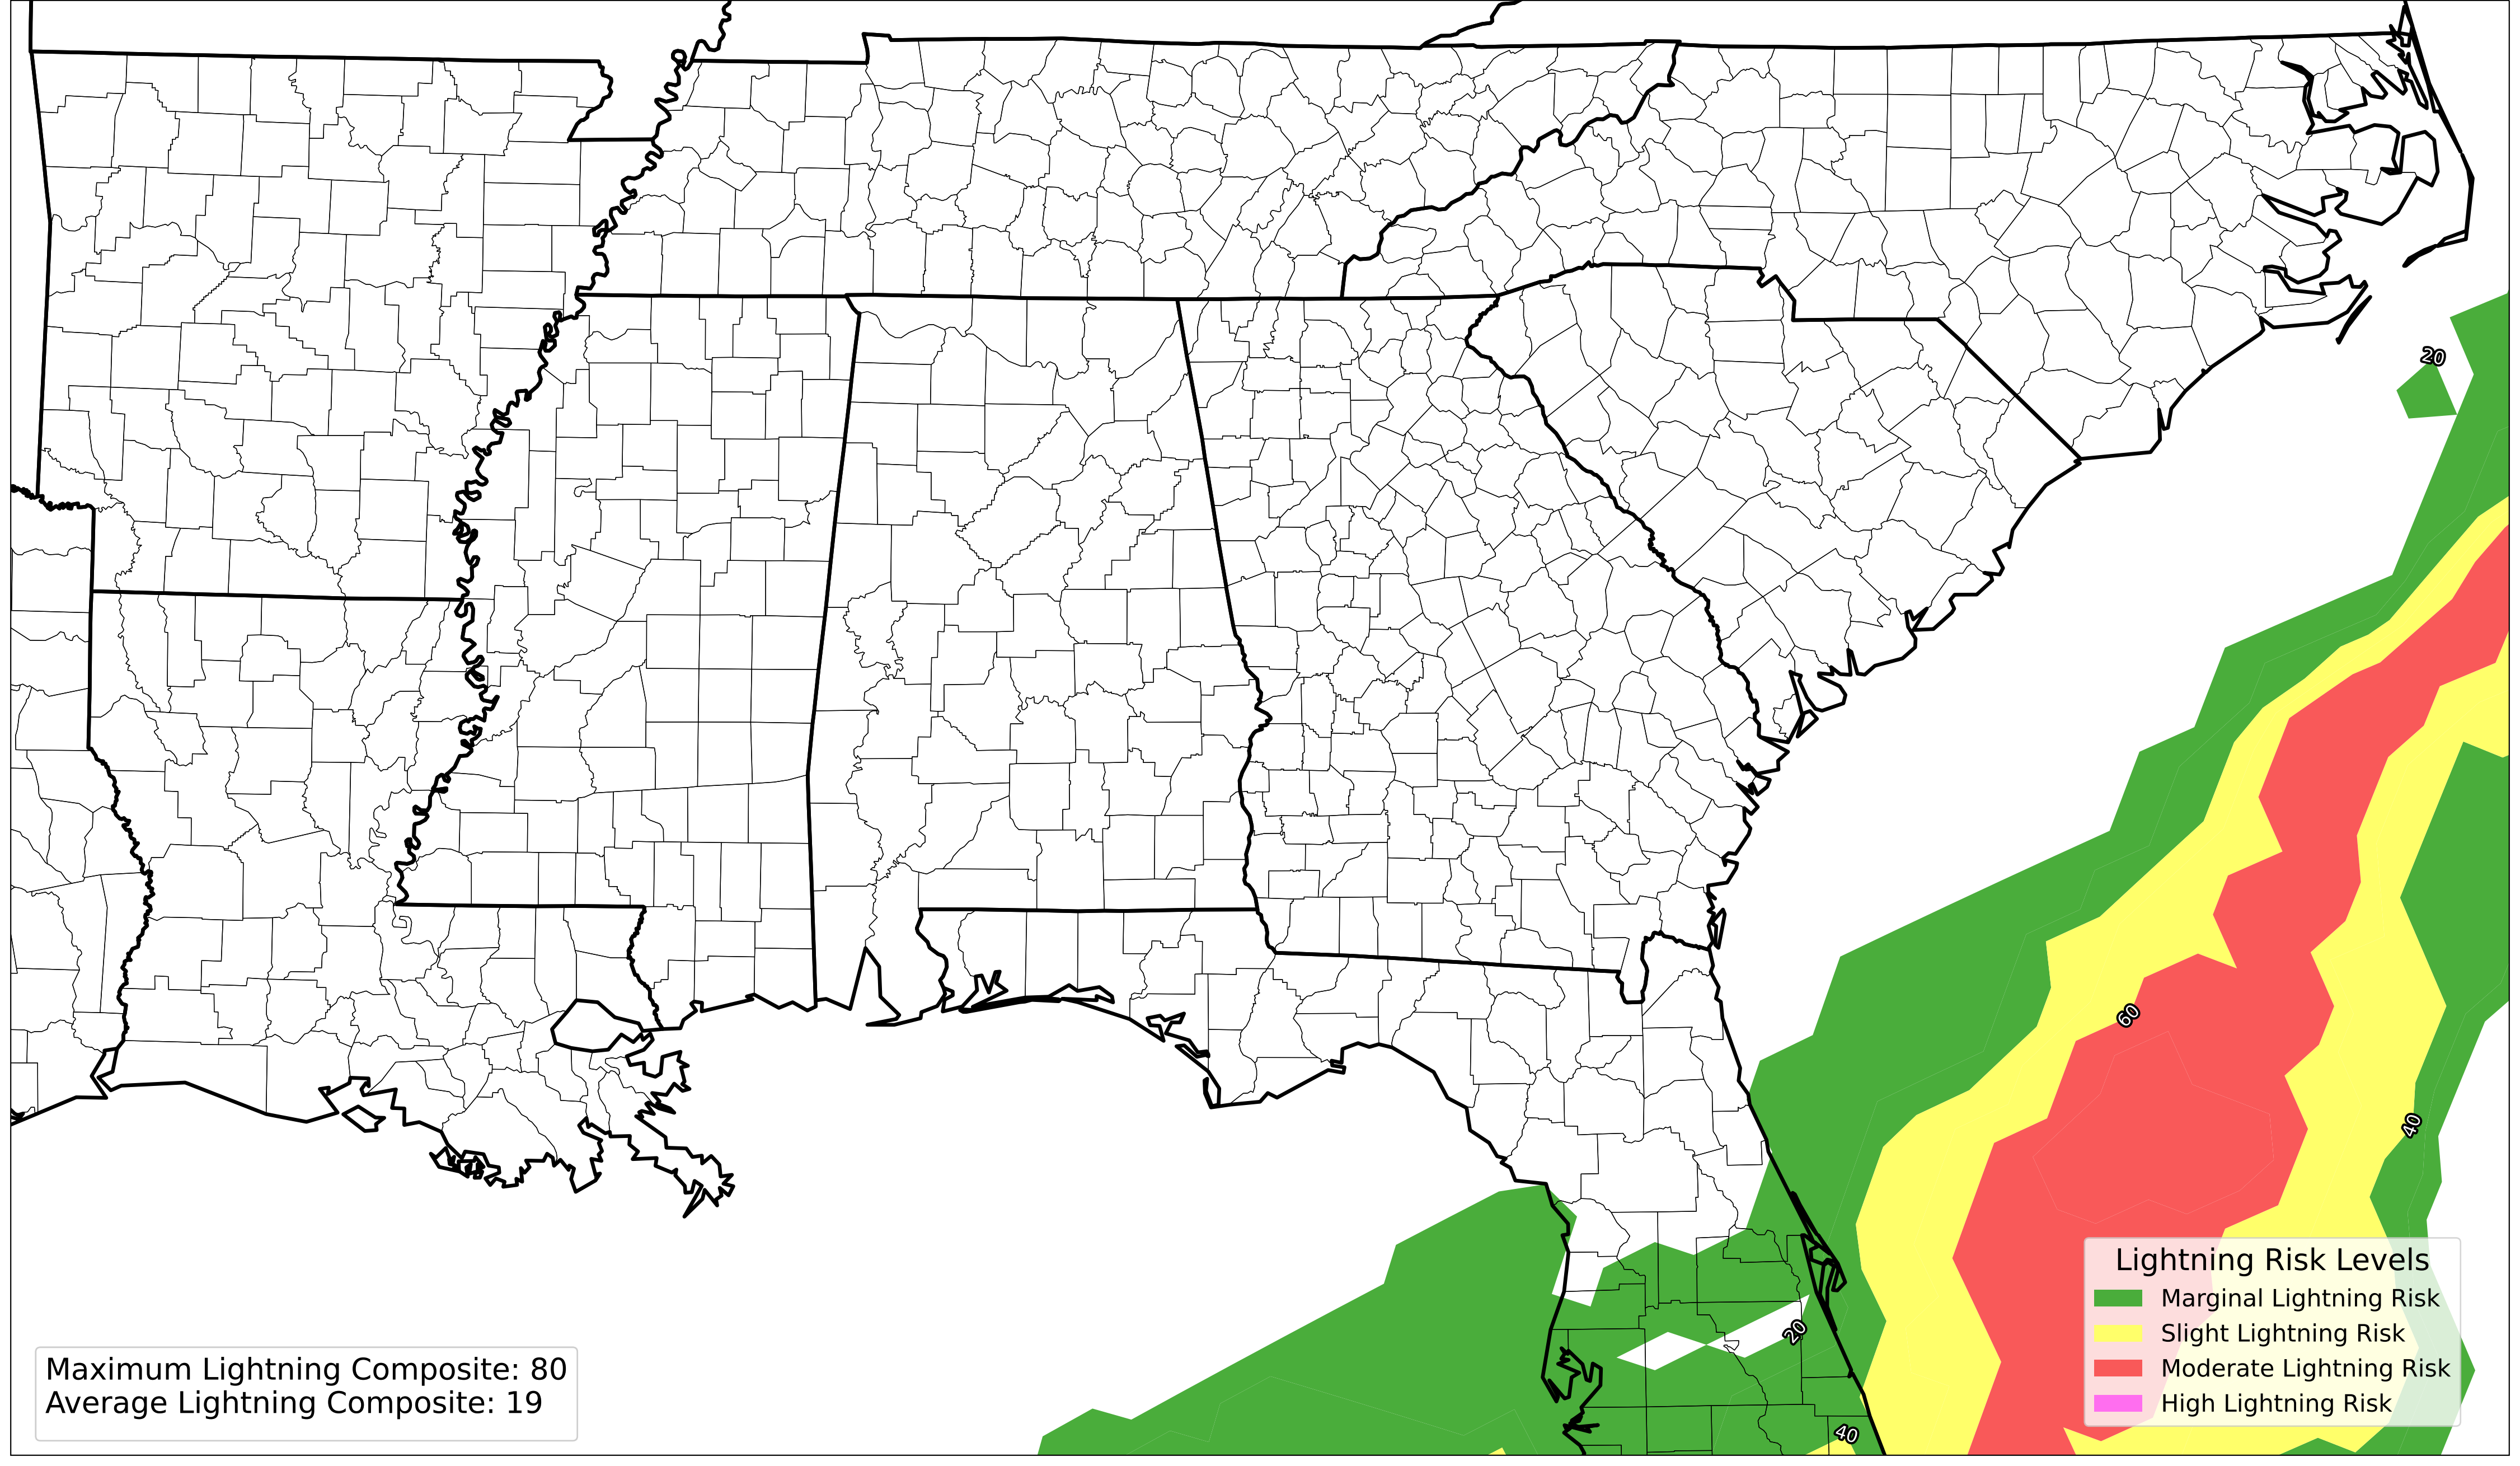 20
60
40
20
40
Lightning Risk Levels
Marginal Lightning Risk
Slight Lightning Risk
Moderate Lightning Risk
High Lightning Risk
Maximum Lightning Composite: 80
Average Lightning Composite: 19